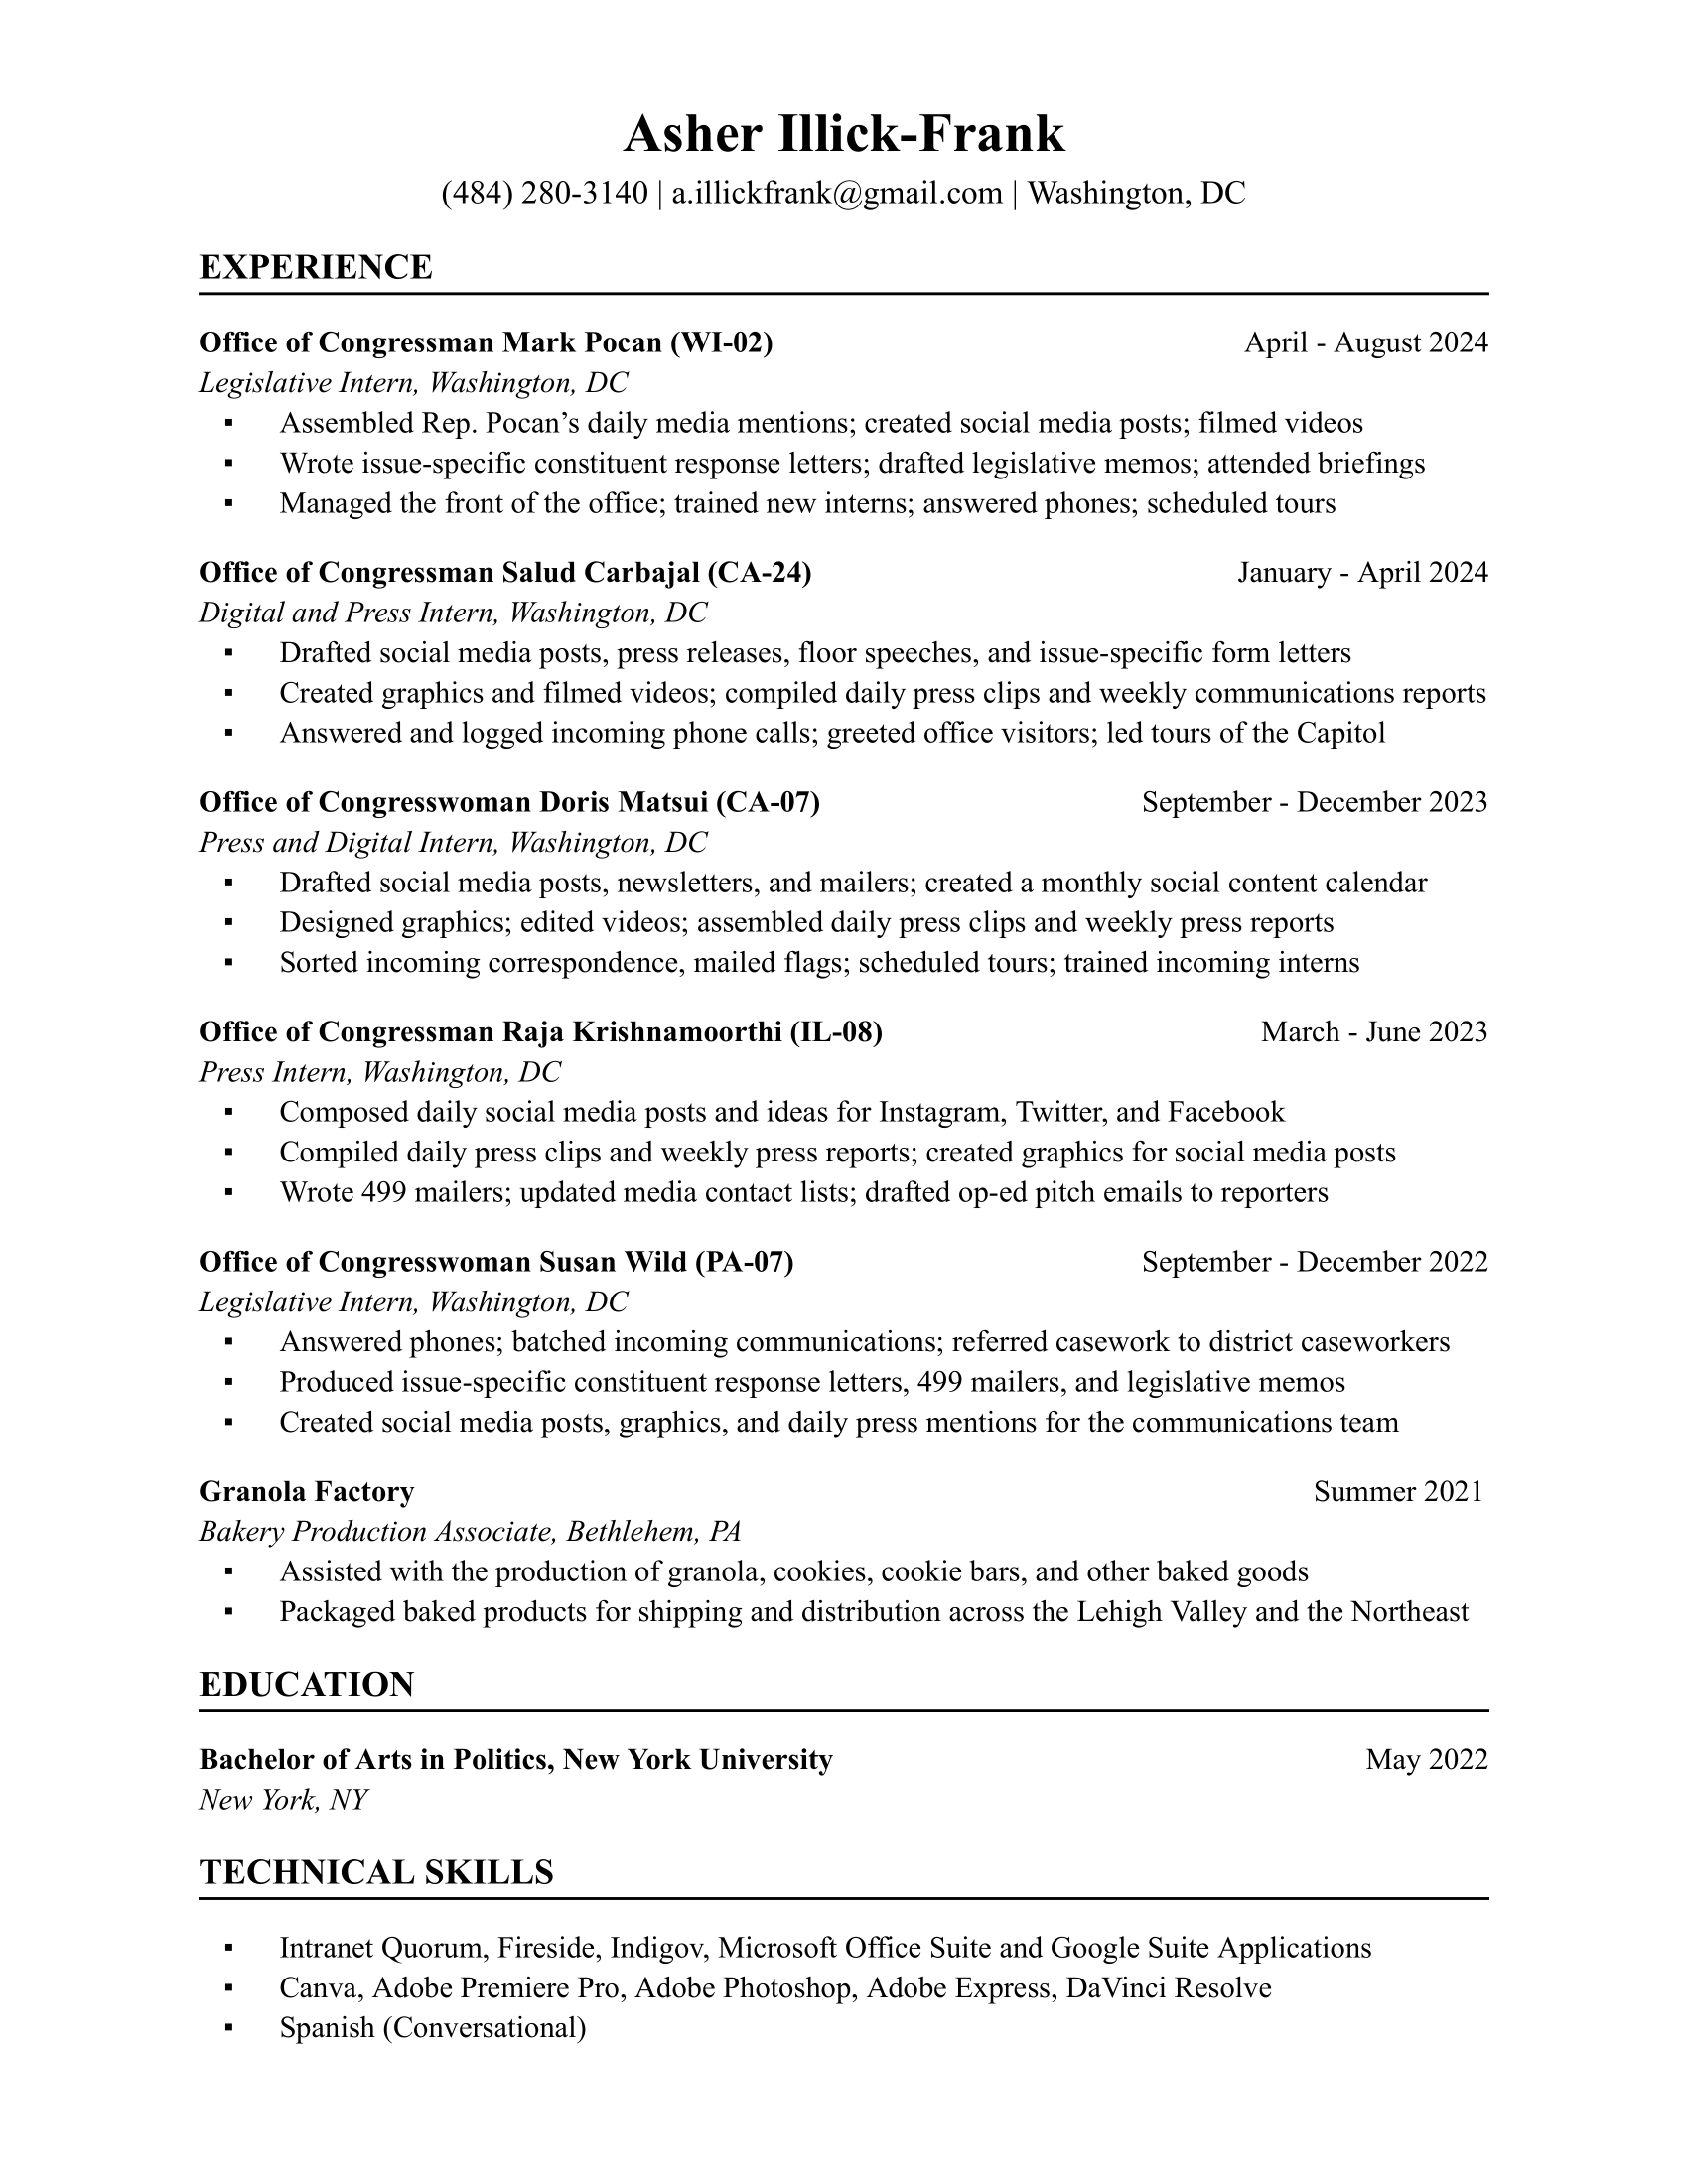 Asher Illick-Frank
(484) 280-3140 | a.illickfrank@gmail.com | Washington, DC
EXPERIENCE
Office of Congressman Mark Pocan (WI-02) April - August 2024
Legislative Intern, Washington, DC
▪ Assembled Rep. Pocan’s daily media mentions; created social media posts; filmed videos
▪ Wrote issue-specific constituent response letters; drafted legislative memos; attended briefings
▪ Managed the front of the office; trained new interns; answered phones; scheduled tours
Office of Congressman Salud Carbajal (CA-24) January - April 2024
Digital and Press Intern, Washington, DC
▪ Drafted social media posts, press releases, floor speeches, and issue-specific form letters
▪ Created graphics and filmed videos; compiled daily press clips and weekly communications reports
▪ Answered and logged incoming phone calls; greeted office visitors; led tours of the Capitol
Office of Congresswoman Doris Matsui (CA-07) September - December 2023
Press and Digital Intern, Washington, DC
▪ Drafted social media posts, newsletters, and mailers; created a monthly social content calendar
▪ Designed graphics; edited videos; assembled daily press clips and weekly press reports
▪ Sorted incoming correspondence, mailed flags; scheduled tours; trained incoming interns
Office of Congressman Raja Krishnamoorthi (IL-08) March - June 2023
Press Intern, Washington, DC
▪ Composed daily social media posts and ideas for Instagram, Twitter, and Facebook
▪ Compiled daily press clips and weekly press reports; created graphics for social media posts
▪ Wrote 499 mailers; updated media contact lists; drafted op-ed pitch emails to reporters
Office of Congresswoman Susan Wild (PA-07) September - December 2022
Legislative Intern, Washington, DC
▪ Answered phones; batched incoming communications; referred casework to district caseworkers
▪ Produced issue-specific constituent response letters, 499 mailers, and legislative memos
▪ Created social media posts, graphics, and daily press mentions for the communications team
Granola Factory Summer 2021
Bakery Production Associate, Bethlehem, PA
▪ Assisted with the production of granola, cookies, cookie bars, and other baked goods
▪ Packaged baked products for shipping and distribution across the Lehigh Valley and the Northeast
EDUCATION
Bachelor of Arts in Politics, New York University May 2022
New York, NY
TECHNICAL SKILLS
▪ Intranet Quorum, Fireside, Indigov, Microsoft Office Suite and Google Suite Applications
▪ Canva, Adobe Premiere Pro, Adobe Photoshop, Adobe Express, DaVinci Resolve
▪ Spanish (Conversational)